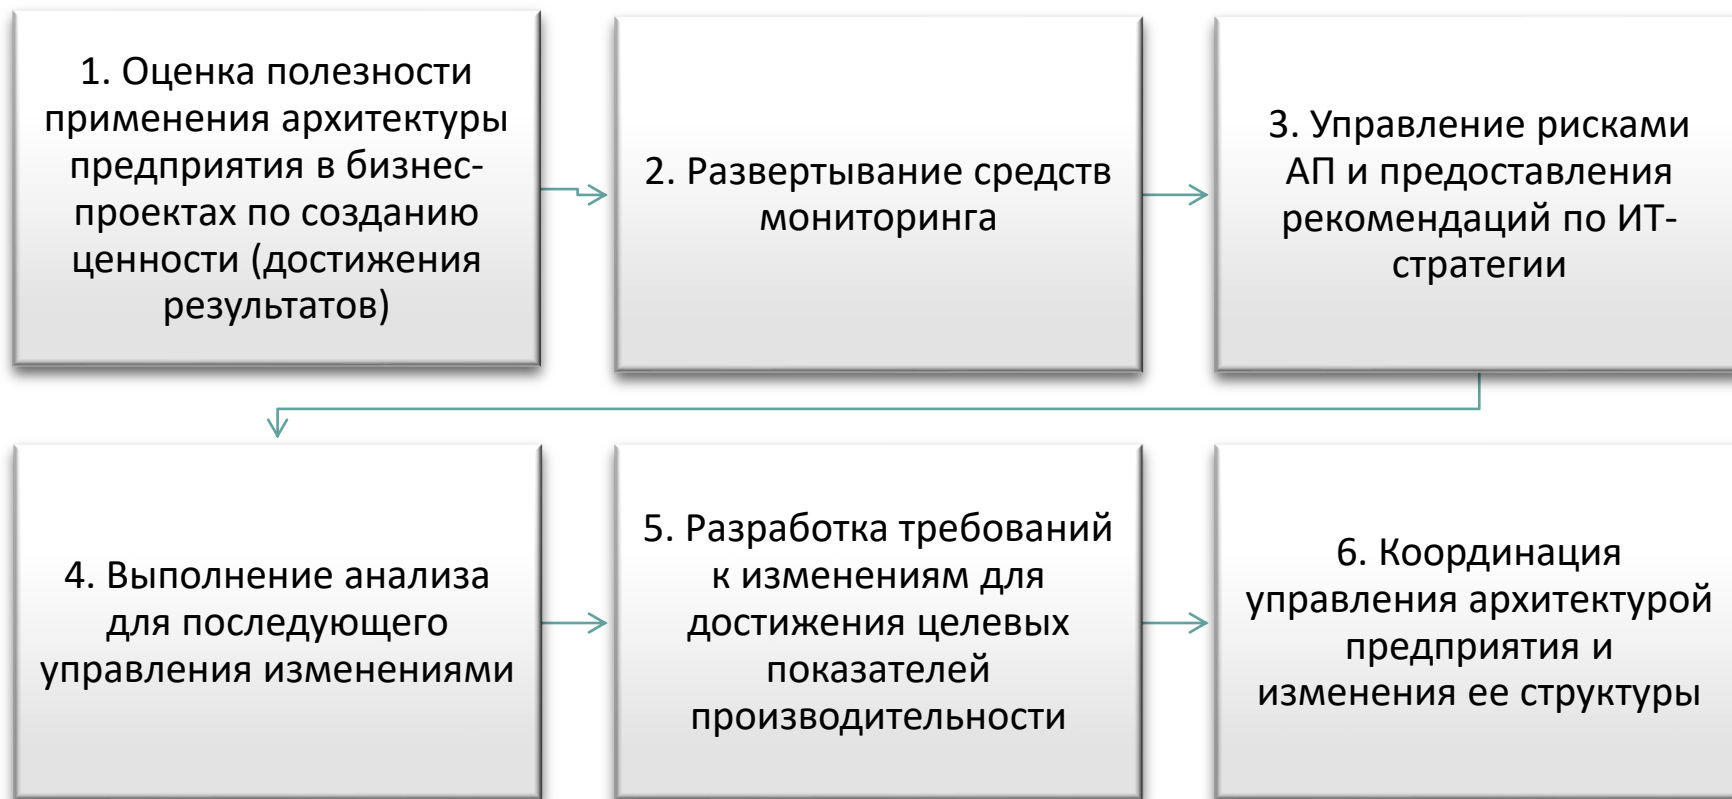 1. Оценка полезности
применения архитектуры
предприятия в бизнес-
проектах по созданию
ценности (достижения
результатов)
2. Развертывание средств
мониторинга
3. Управление рисками
АП и предоставления
рекомендаций по ИТ-
стратегии
4. Выполнение анализа
для последующего
управления изменениями
5. Разработка требований
к изменениям для
достижения целевых
показателей
производительности
6. Координация
управления архитектурой
предприятия и
изменения ее структуры